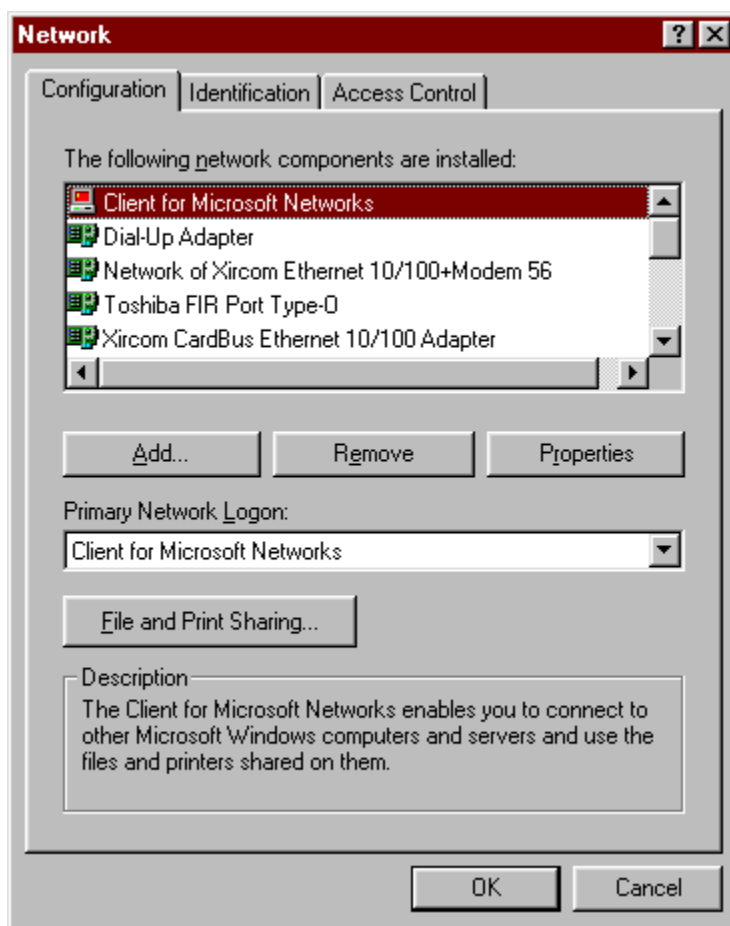 Network
Configuration Identification Access Control
The following network components are installed:
Client for Microsoft Networks
Dial-Up Adapter
Network of Xircom Ethernet 10/100+Modem 56
Toshiba FIR Port Type-O
Xircom CardBus Ethernet 10/100 Adapter
Add... Remove Properties
Primary Network Logon:
Client for Microsoft Networks
File and Print Sharing...
Description
The Client for Microsoft Networks enables you to connect to
other Microsoft Windows computers and servers and use the
files and printers shared on them.
OK Cancel